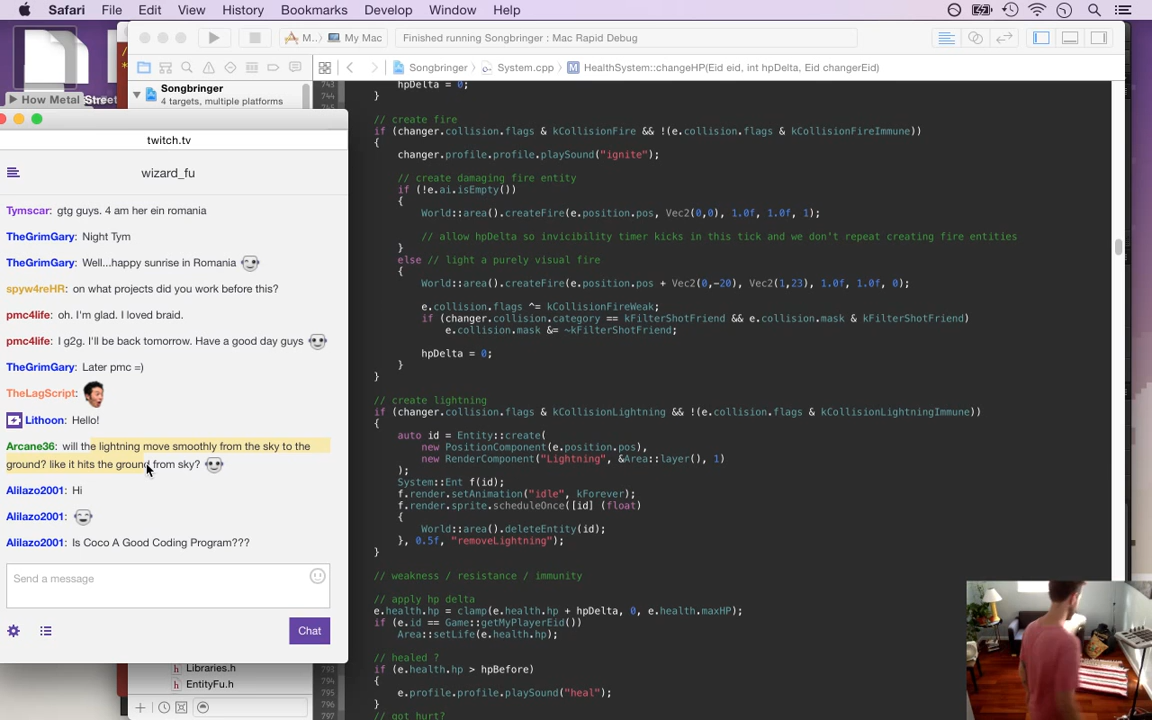 Safari File Edit View History Bookmarks Develop Window Help
M.. My Mac
Finished running Songbringer : Mac Rapid Debug
Songbringer System.cpp HealthSystem::changeHP(Eid eid, int hpDelta, Eid changerEid)
Songbringer
4 targets, multiple platforms
How Metal Street
twitch.tv
wizard_fu
Tymscar: gtg guys. 4 am her ein romania
TheGrimGary: Night Tym
TheGrimGary: Well...happy sunrise in Romania
spyw4reHR: on what projects did you work before this?
pmc4life: oh. I'm glad. I loved braid.
pmc4life: I g2g. I'll be back tomorrow. Have a good day guys
TheGrimGary: Later pmc =)
TheLagScript:
Lithoon: Hello!
Arcane36: will the lightning move smoothly from the sky to the
ground? like it hits the ground from sky?
Alilazo2001: Hi
Alilazo2001:
Alilazo2001: Is Coco A Good Coding Program???
Send a message
Chat
Libraries.h
EntityFu.h
743
hpDelta = 0;
744
}
// create fire
if (changer.collision.flags & kCollisionFire && !(e.collision.flags & kCollisionFireImmune))
{
changer.profile.profile.playSound("ignite");
// create damaging fire entity
if (!e.ai.isEmpty())
{
World::area().createFire(e.position.pos, Vec2(0,0), 1.0f, 1.0f, 1);
// allow hpDelta so invicibility timer kicks in this tick and we don't repeat creating fire entities
}
else // light a purely visual fire
{
World::area().createFire(e.position.pos + Vec2(0,-20), Vec2(1,23), 1.0f, 1.0f, 0);
e.collision.flags ^= kCollisionFireWeak;
if (changer.collision.category == kFilterShotFriend && e.collision.mask & kFilterShotFriend)
e.collision.mask &= ~kFilterShotFriend;
hpDelta = 0;
}
}
// create lightning
if (changer.collision.flags & kCollisionLightning && !(e.collision.flags & kCollisionLightningImmune))
{
auto id = Entity::create(
new PositionComponent(e.position.pos),
new RenderComponent("Lightning", &Area::layer(), 1)
);
System::Ent f(id);
f.render.setAnimation("idle", kForever);
f.render.sprite.scheduleOnce([id] (float)
{
World::area().deleteEntity(id);
}, 0.5f, "removeLightning");
}
// weakness / resistance / immunity
// apply hp delta
e.health.hp = clamp(e.health.hp + hpDelta, 0, e.health.maxHP);
if (e.id == Game::getMyPlayerEid())
Area::setLife(e.health.hp);
// healed ?
if (e.health.hp > hpBefore)
793
{
794
e.profile.profile.playSound("heal");
795
}
796
// got hurt?
797